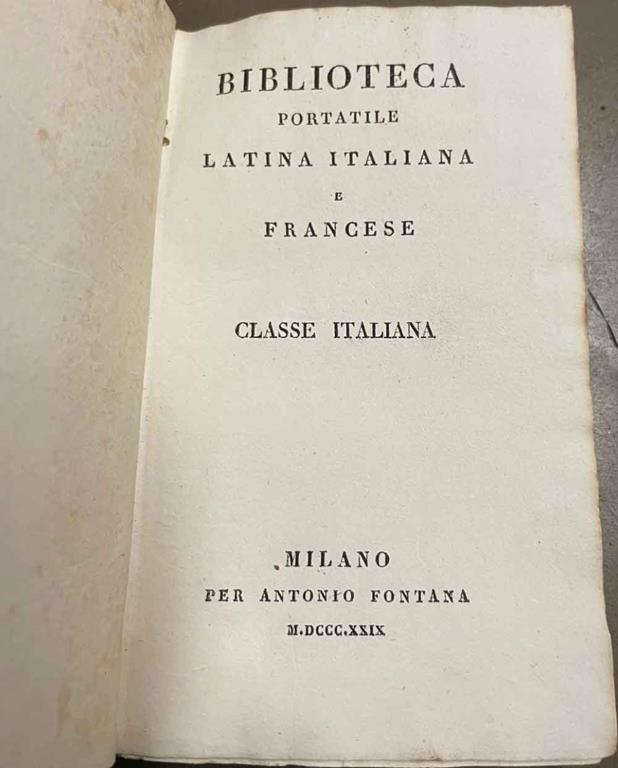 BIBLIOTECA
PORTATILE
LATINA ITALIANA
E
FRANCESE
CLASSE ITALIANA
MILANO
PER ANTONIO FONTANA
M.DCCC.XXIX